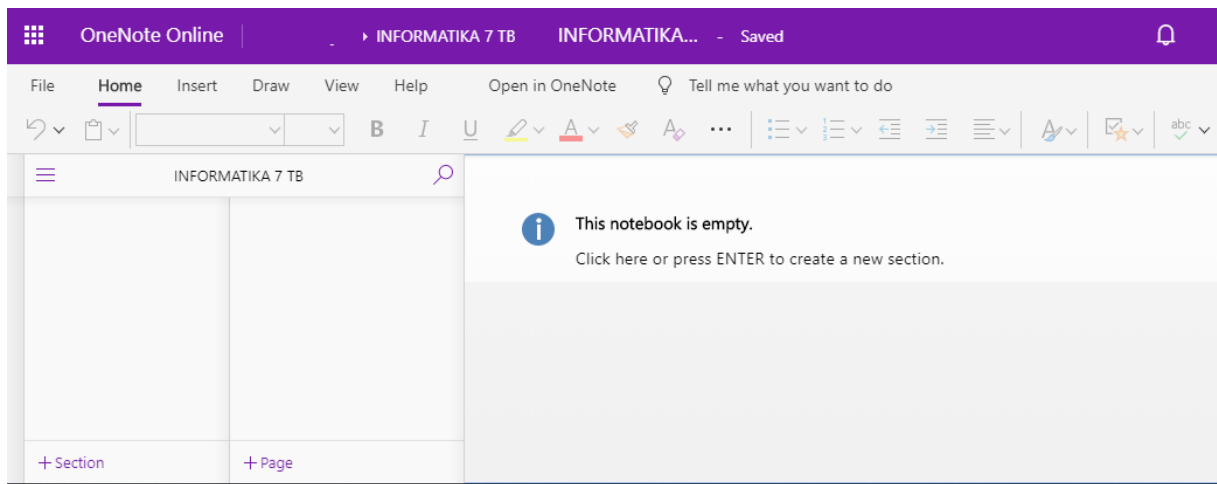 OneNote Online - ▸ INFORMATIKA 7 TB INFORMATIKA... - Saved
File Home Insert Draw View Help Open in OneNote Tell me what you want to do
B I U A A ... A abc
INFORMATIKA 7 TB
This notebook is empty.
Click here or press ENTER to create a new section.
+ Section + Page